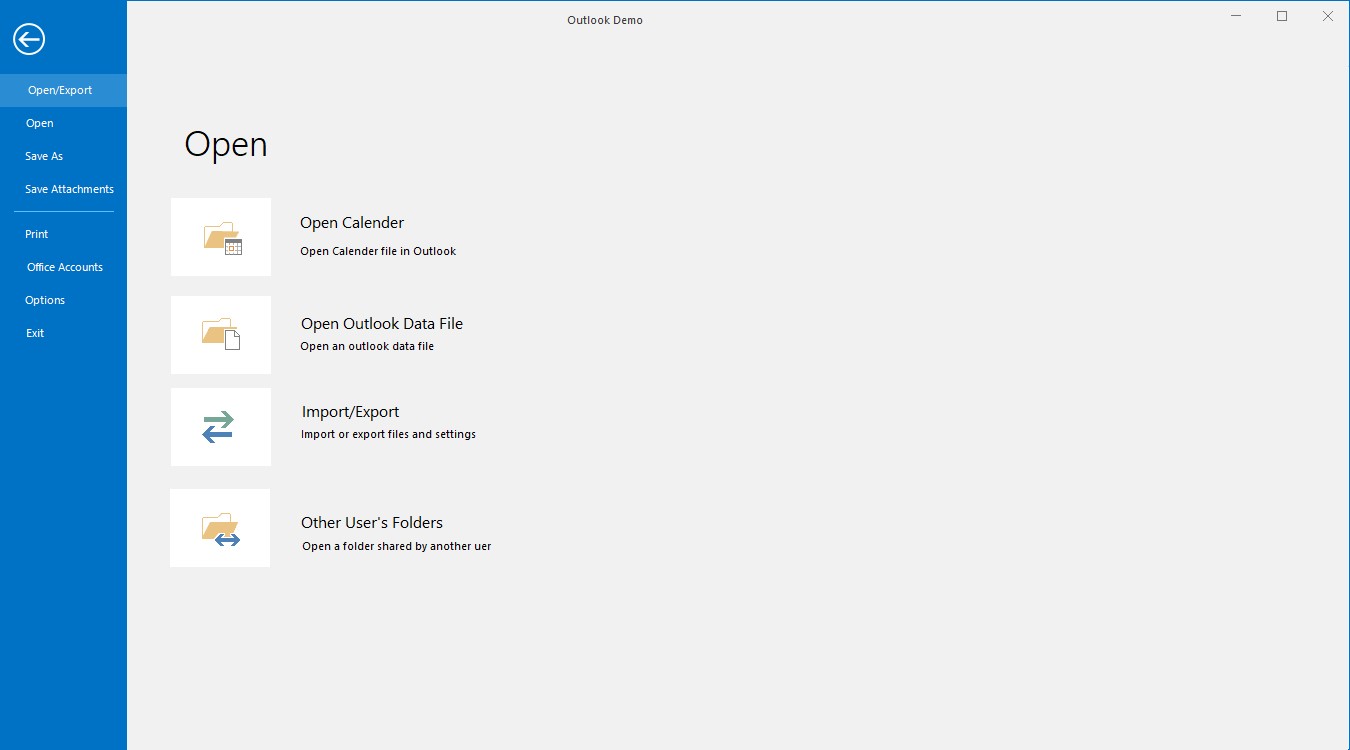 Outlook Demo
Open/Export
Open
Save As
Save Attachments
Print
Office Accounts
Options
Exit
Open
Open Calender
Open Calender file in Outlook
Open Outlook Data File
Open an outlook data file
Import/Export
Import or export files and settings
Other User's Folders
Open a folder shared by another uer